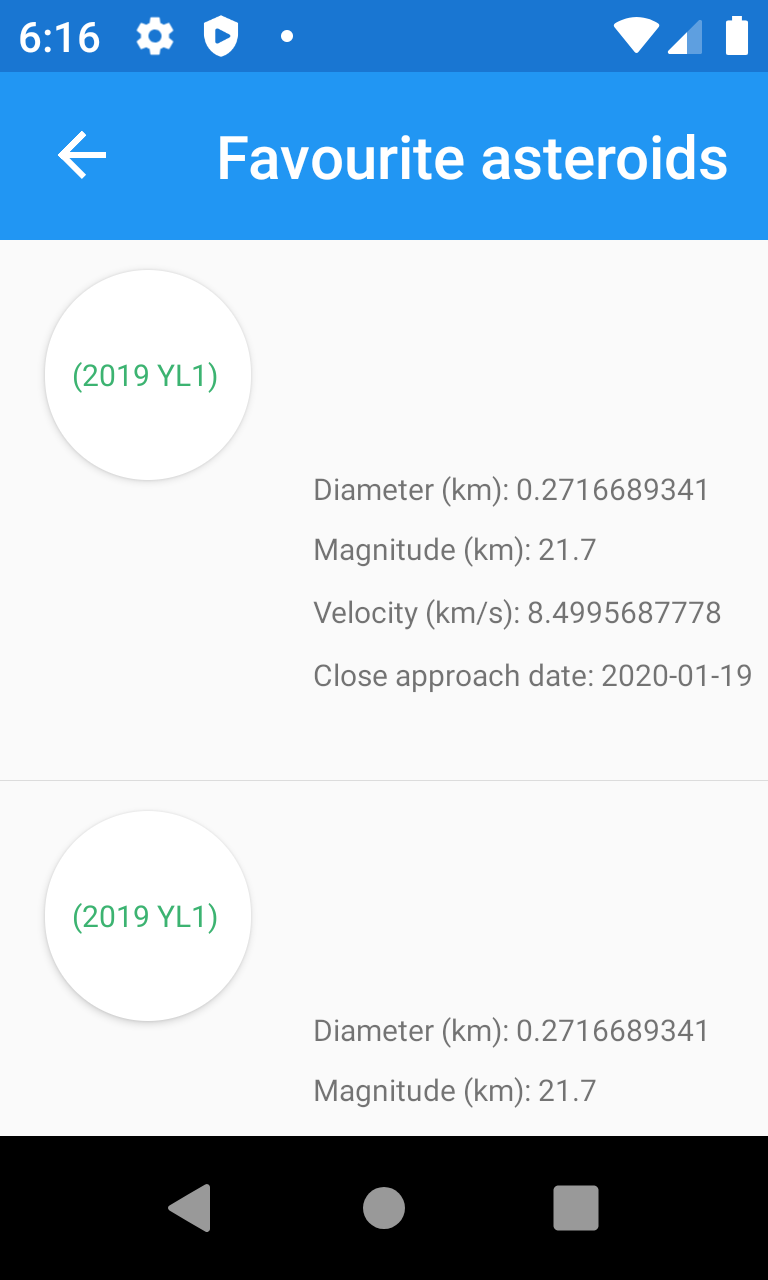 6:16
Favourite asteroids
(2019 YL1)
Diameter (km): 0.2716689341
Magnitude (km): 21.7
Velocity (km/s): 8.4995687778
Close approach date: 2020-01-19
(2019 YL1)
Diameter (km): 0.2716689341
Magnitude (km): 21.7